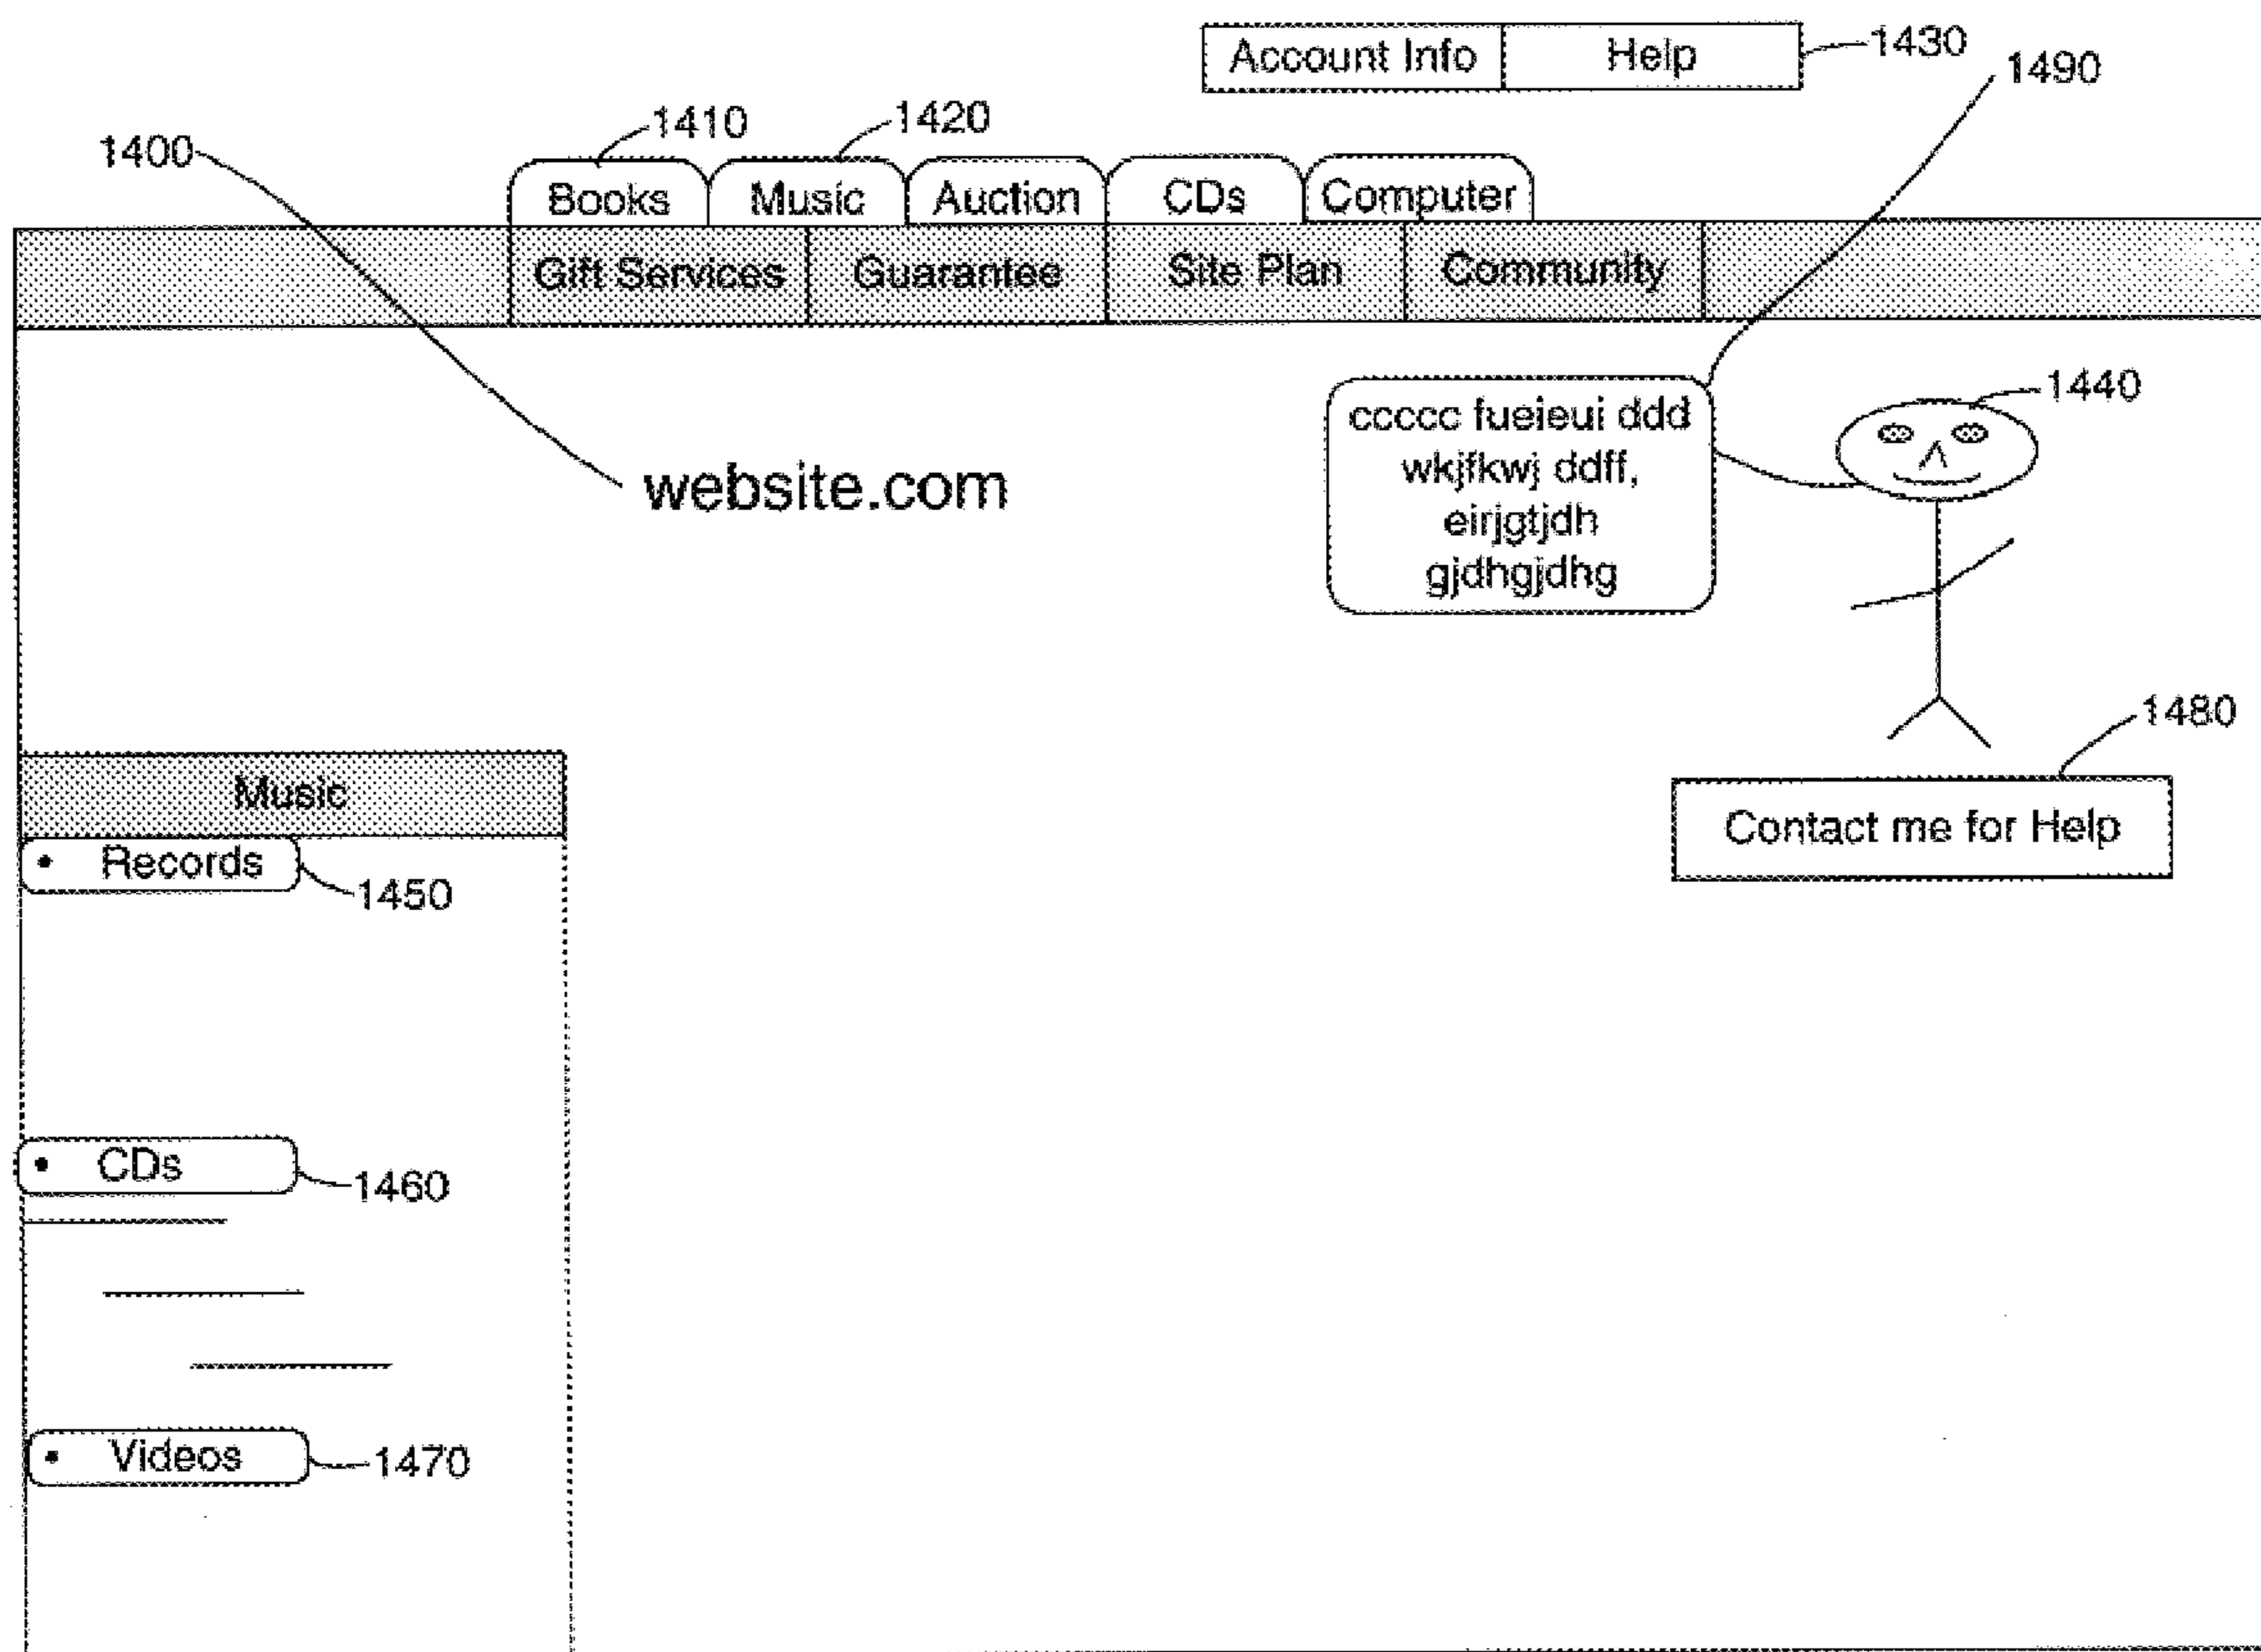 Account Info Help 1430
1490
1410 1420
1400
Books Music Auction CDs Computer
Gift Services Guarantee Site Plan Community
1440
ccccc fueieui ddd
wkjfkwj ddff,
eirjgtjdh
gjdhgjdhg
website.com
1480
Contact me for Help
Music
• Records
1450
• CDs
1460
• Videos
1470